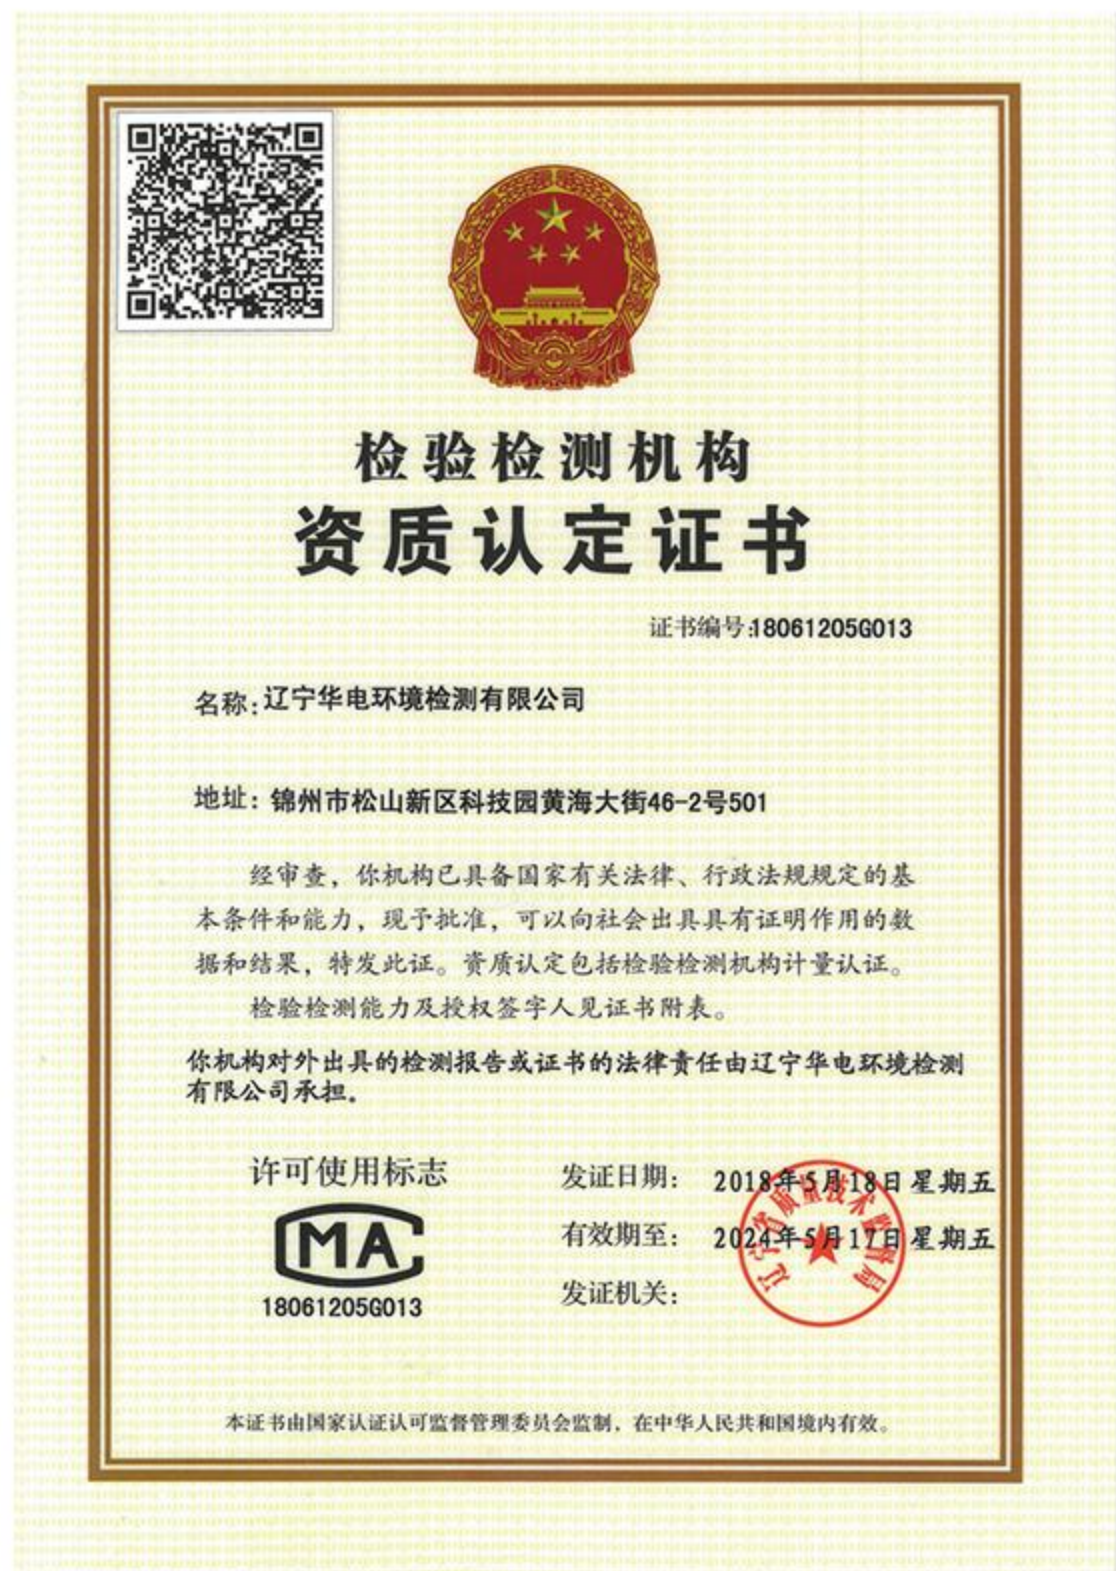 检验检测机构
资质认定证书
证书编号:18061205G013
名称:辽宁华电环境检测有限公司
地址：锦州市松山新区科技园黄海大街46-2号501
经审查，你机构已具备国家有关法律、行政法规规定的基
本条件和能力，现予批准，可以向社会出具具有证明作用的数
据和结果，特发此证。资质认定包括检验检测机构计量认证。
检验检测能力及授权签字人见证书附表。
你机构对外出具的检测报告或证书的法律责任由辽宁华电环境检测
有限公司承担.
许可使用标志
MA
18061205G013
发证日期： 2018年5月18日 星期五
有效期至： 2024年5月17日 星期五
发证机关：
辽宁省质量技术监督局
本证书由国家认证认可监督管理委员会监制，在中华人民共和国境内有效。